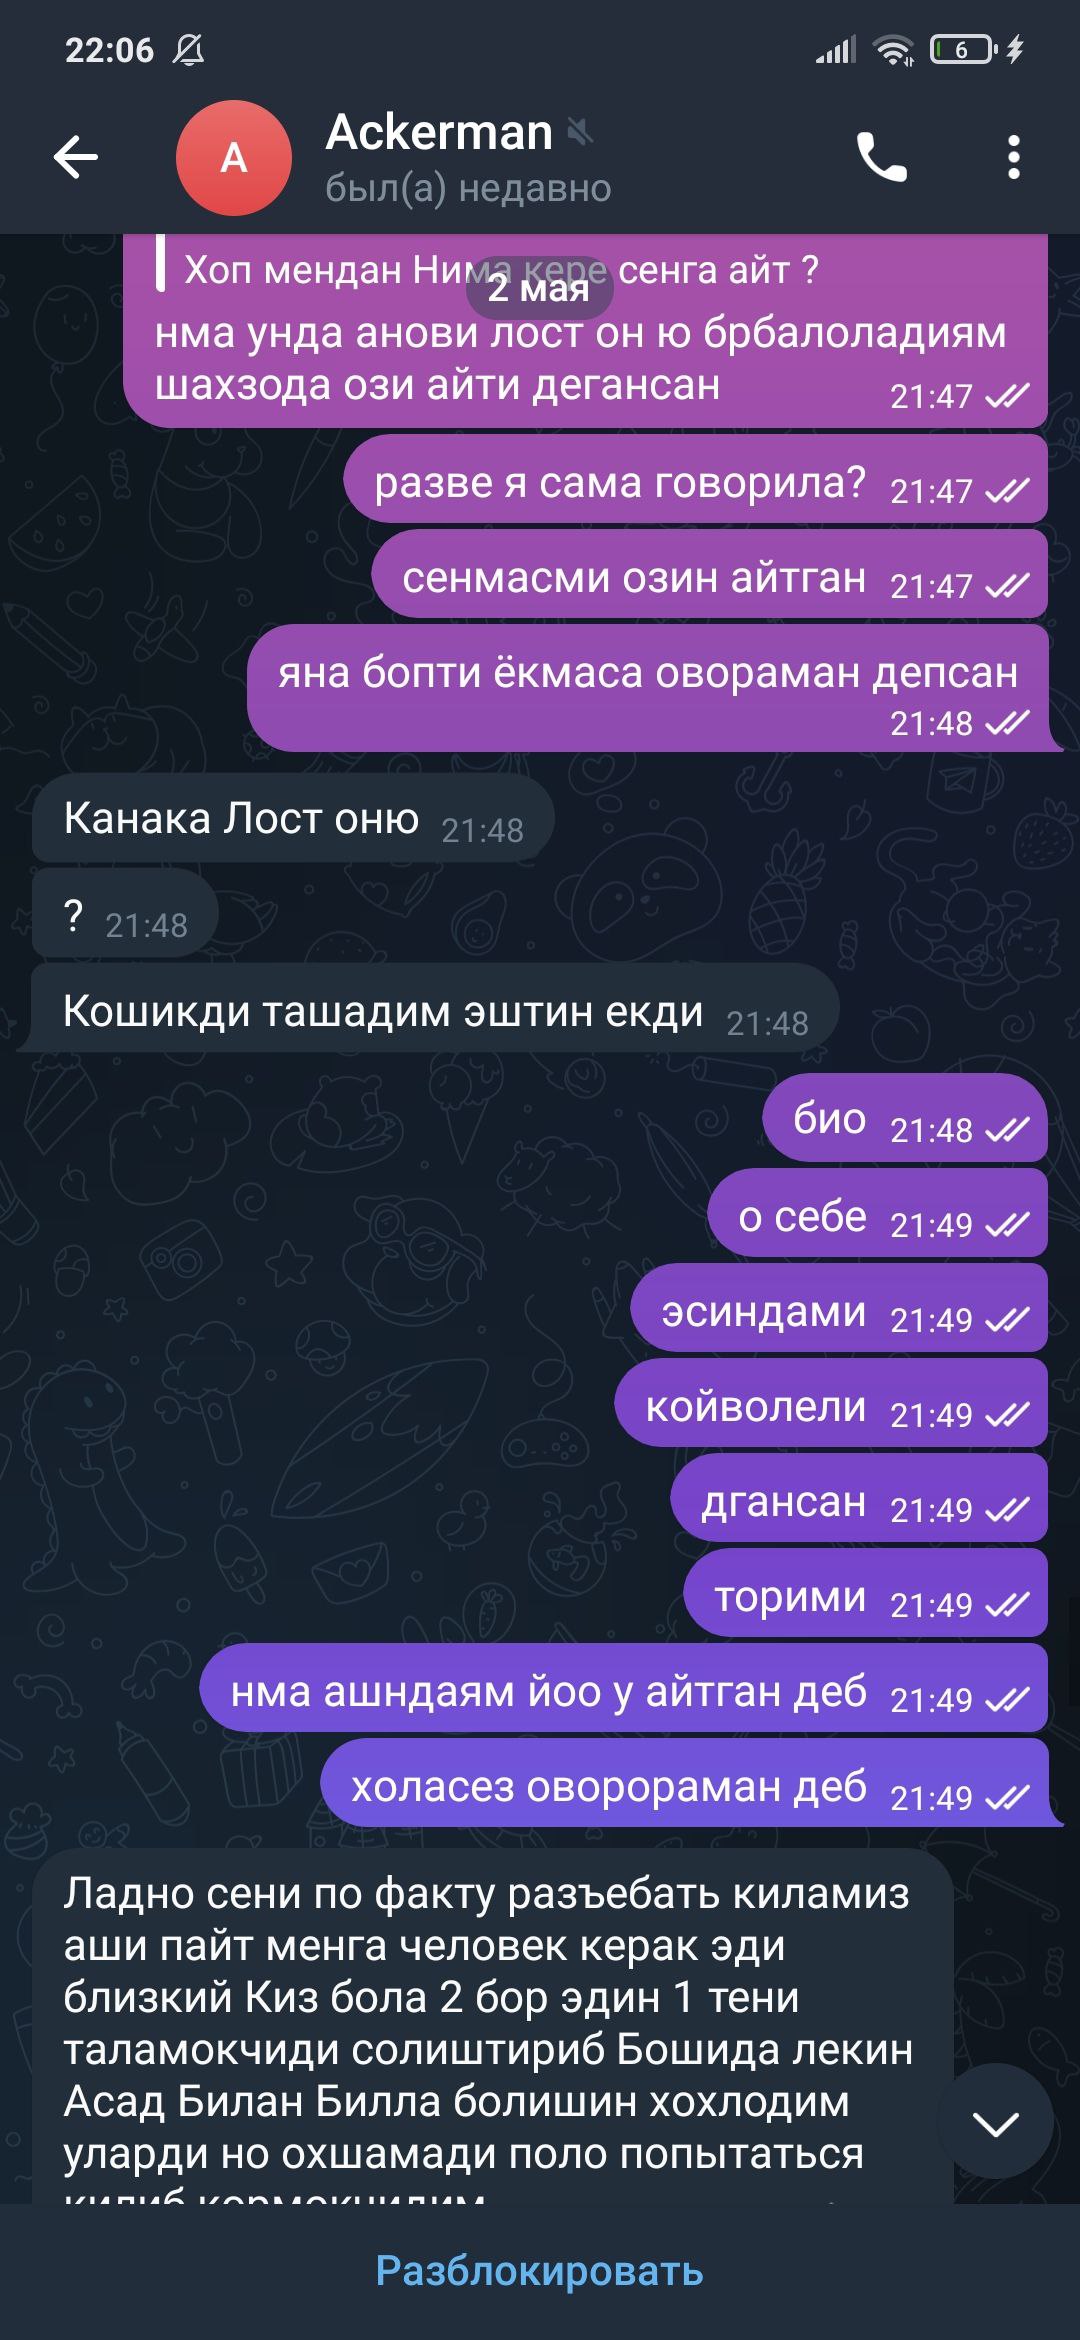 22:06
6
A
Ackerman
был(а) недавно
Хоп мендан Нима кере сенга айт ?
2 мая
нма унда анови лост он ю брбалоладиям
шахзода ози айти дегансан 21:47
разве я сама говорила? 21:47
сенмасми озин айтган 21:47
яна бопти ёкмаса овораман депсан
21:48
Канака Лост оню 21:48
? 21:48
Кошикди ташадим эштин екди 21:48
био 21:48
о себе 21:49
эсиндами 21:49
койволели 21:49
дгансан 21:49
торими 21:49
нма ашндаям йоо у айтган деб 21:49
холасез оворораман деб 21:49
Ладно сени по факту разъебать киламиз
аши пайт менга человек керак эди
близкий Киз бола 2 бор эдин 1 тени
таламокчиди солиштириб Бошида лекин
Асад Билан Билла болишин хохлодим
уларди но охшамади поло попытаться
Разблокировать